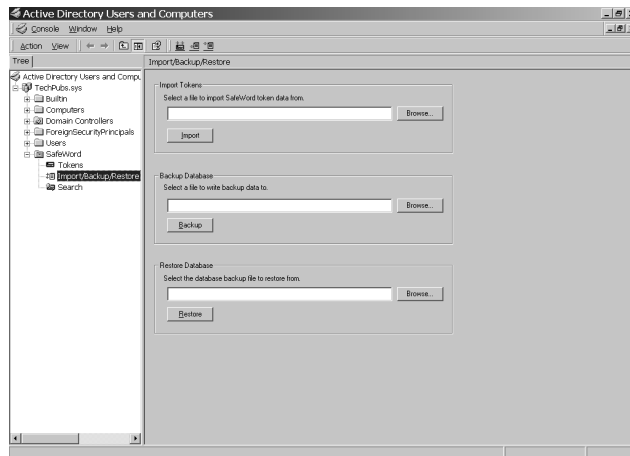 Active Directory Users and Computers
Console Window Help
Action View
Tree
Import/Backup/Restore
Active Directory Users and Compu
TechPubs.sys
Builtin
Computers
Domain Controllers
ForeignSecurityPrincipals
Users
SafeWord
Tokens
Import/Backup/Restore
Search
Import Tokens
Select a file to import SafeWord token data from.
Browse...
Import
Backup Database
Select a file to write backup data to.
Browse...
Backup
Restore Database
Select the database backup file to restore from.
Browse...
Restore